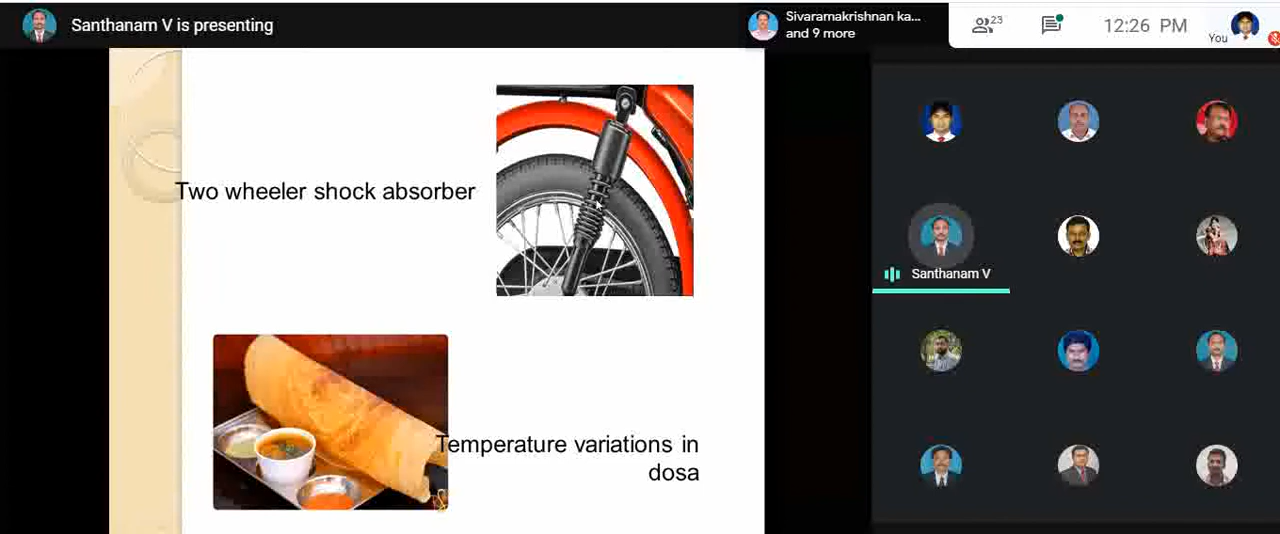 Santhanam V is presenting
Sivaramakrishnan ka...
and 9 more
23
12:26 PM
You
Two wheeler shock absorber
Santhanam V
Temperature variations in
dosa